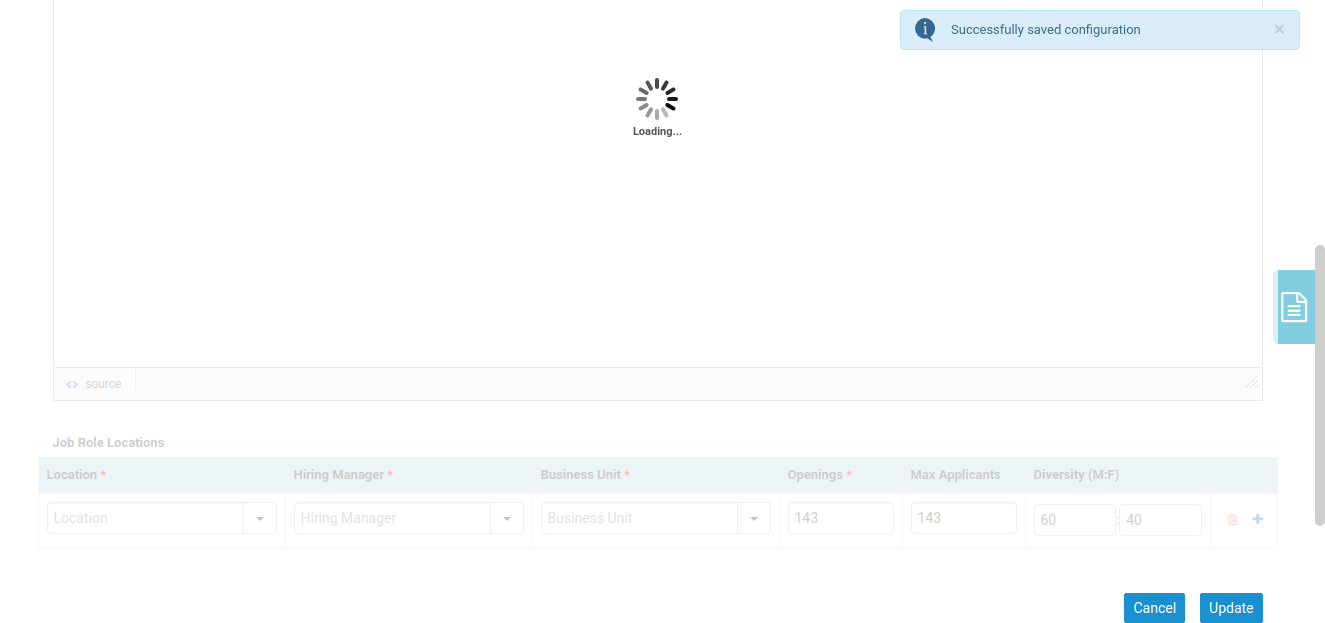 Successfully saved configuration ×
Loading...
source
Job Role Locations
Location * Hiring Manager * Business Unit * Openings * Max Applicants Diversity (M:F)
Location Hiring Manager Business Unit 143 143 60 : 40
Cancel Update